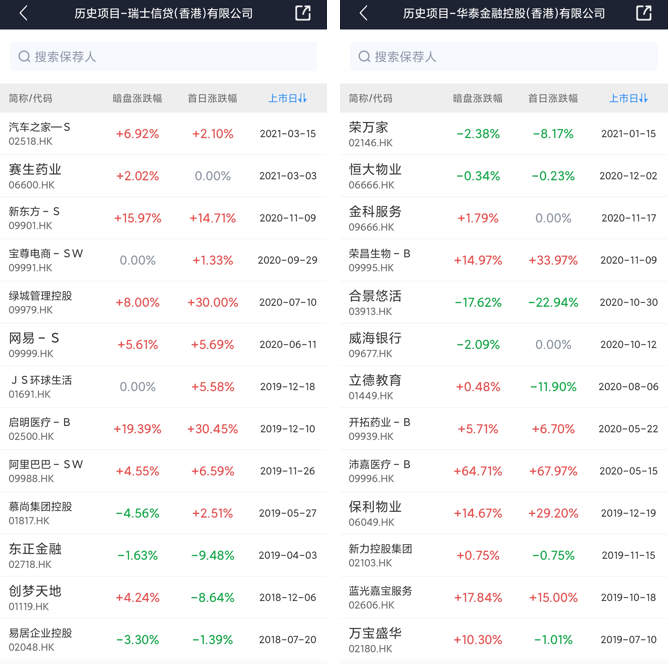 历史项目-瑞士信贷(香港)有限公司
搜索保荐人
简称/代码 暗盘涨跌幅 首日涨跌幅 上市日
汽车之家—S +6.92% +2.10% 2021-03-15
02518.HK
赛生药业 +2.02% 0.00% 2021-03-03
06600.HK
新东方-S +15.97% +14.71% 2020-11-09
09901.HK
宝尊电商-SW 0.00% +1.33% 2020-09-29
09991.HK
绿城管理控股 +8.00% +30.00% 2020-07-10
09979.HK
网易-S +5.61% +5.69% 2020-06-11
09999.HK
JS环球生活 0.00% +5.58% 2019-12-18
01691.HK
启明医疗-B +19.39% +30.45% 2019-12-10
02500.HK
阿里巴巴-SW +4.55% +6.59% 2019-11-26
09988.HK
慕尚集团控股 -4.56% +2.51% 2019-05-27
01817.HK
东正金融 -1.63% -9.48% 2019-04-03
02718.HK
创梦天地 +4.24% -8.64% 2018-12-06
01119.HK
易居企业控股 -3.30% -1.39% 2018-07-20
02048.HK
历史项目-华泰金融控股(香港)有限公司
搜索保荐人
简称/代码 暗盘涨跌幅 首日涨跌幅 上市日
荣万家 -2.38% -8.17% 2021-01-15
02146.HK
恒大物业 -0.34% -0.23% 2020-12-02
06666.HK
金科服务 +1.79% 0.00% 2020-11-17
09666.HK
荣昌生物-B +14.97% +33.97% 2020-11-09
09995.HK
合景悠活 -17.62% -22.94% 2020-10-30
03913.HK
威海银行 -2.09% 0.00% 2020-10-12
09677.HK
立德教育 +0.48% -11.90% 2020-08-06
01449.HK
开拓药业-B +5.71% +6.70% 2020-05-22
09939.HK
沛嘉医疗-B +64.71% +67.97% 2020-05-15
09996.HK
保利物业 +14.67% +29.20% 2019-12-19
06049.HK
新力控股集团 +0.75% -0.75% 2019-11-15
02103.HK
蓝光嘉宝服务 +17.84% +15.00% 2019-10-18
02606.HK
万宝盛华 +10.30% -1.01% 2019-07-10
02180.HK